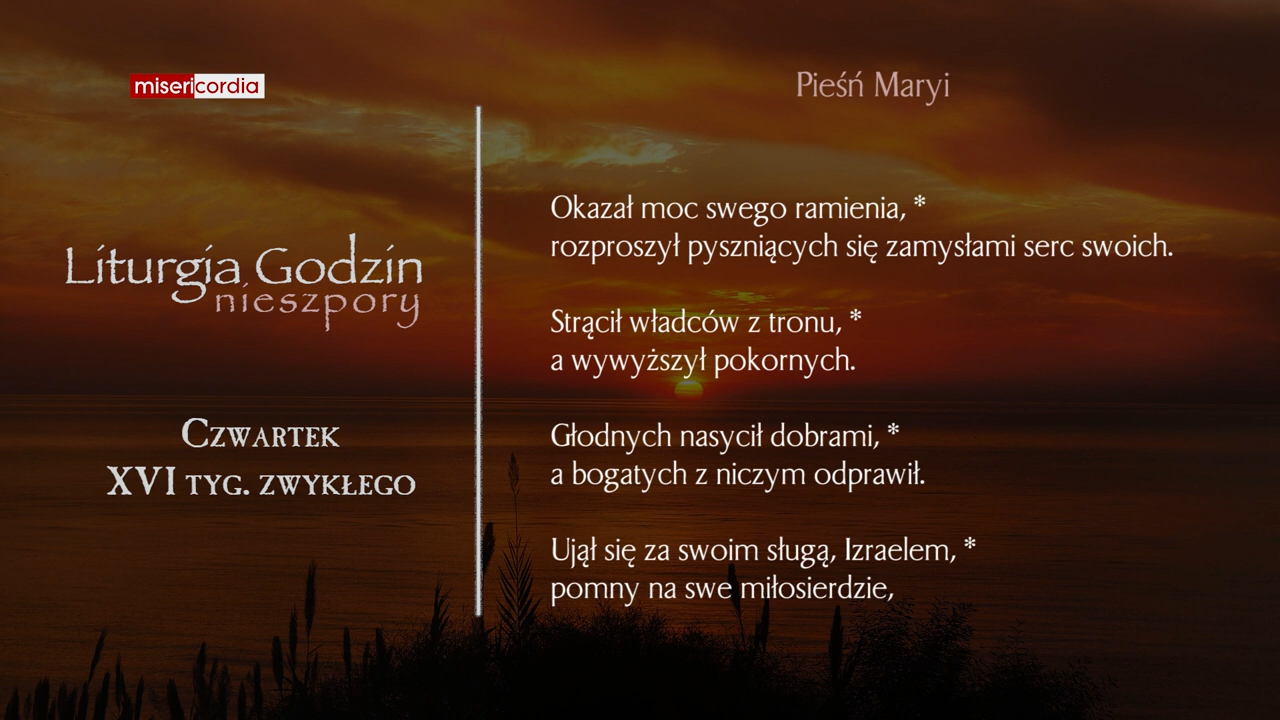 misericordia
Liturgia Godzin
nieszpory
Czwartek
XVI tyg. zwykłego
Pieśń Maryi
Okazał moc swego ramienia, *
rozproszył pyszniących się zamysłami serc swoich.
Strącił władców z tronu, *
a wywyższył pokornych.
Głodnych nasycił dobrami, *
a bogatych z niczym odprawił.
Ujął się za swoim sługą, Izraelem, *
pomny na swe miłosierdzie,